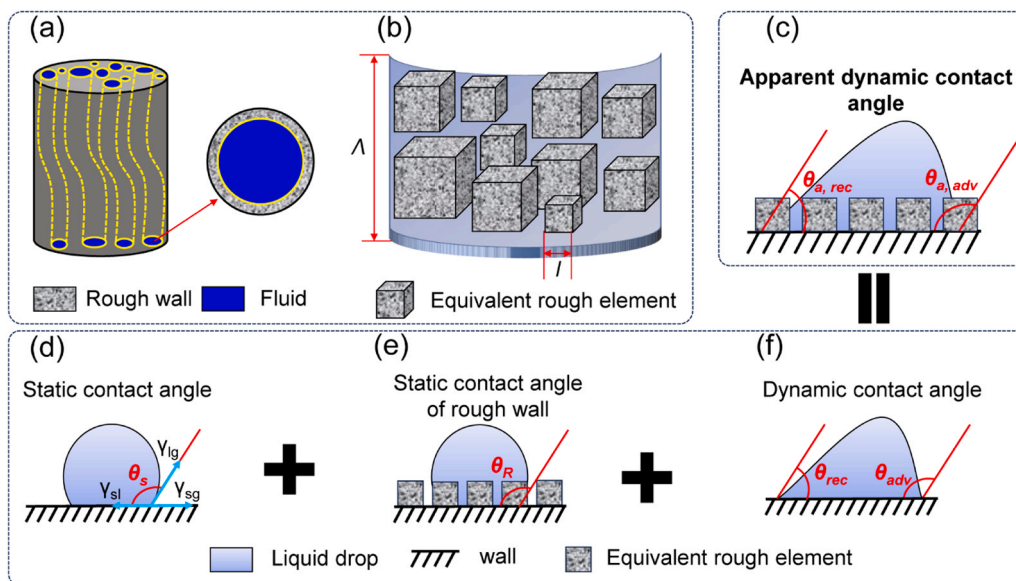 (a)
(b)
Λ
l
Rough wall
Fluid
Equivalent rough element
(c)
Apparent dynamic contact
angle
θa, rec
θa, adv
(d)
Static contact angle
γlg
θs
γsl
γsg
(e)
Static contact angle
of rough wall
θR
(f)
Dynamic contact angle
θrec
θadv
Liquid drop
wall
Equivalent rough element